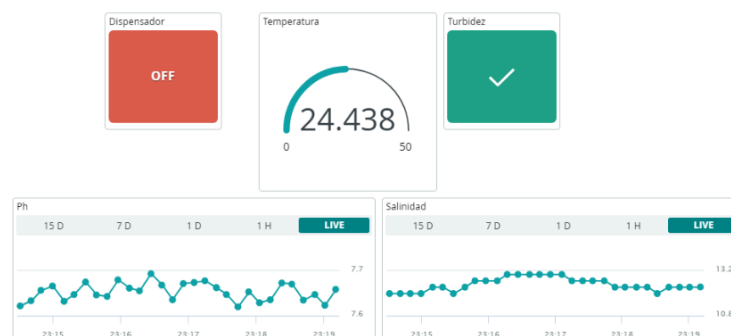 Dispensador
OFF
Temperatura
24.438
0 50
Turbidez
Ph
15 D 7 D 1 D 1 H LIVE
7.7
7.6
23:15 23:16 23:17 23:18 23:19
Salinidad
15 D 7 D 1 D 1 H LIVE
13.2
10.8
23:15 23:16 23:17 23:18 23:19